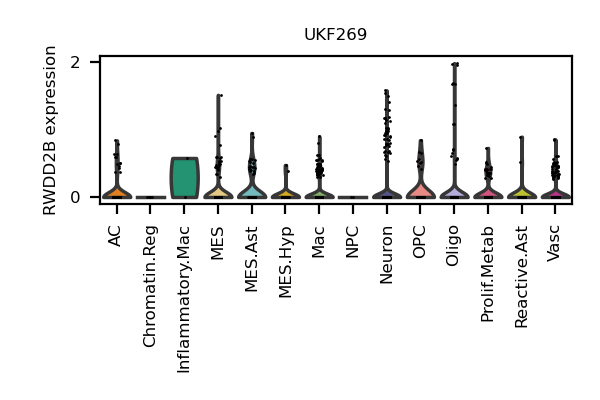 UKF269
RWDD2B expression
2
0
AC
Chromatin.Reg
Inflammatory.Mac
MES
MES.Ast
MES.Hyp
Mac
NPC
Neuron
OPC
Oligo
Prolif.Metab
Reactive.Ast
Vasc